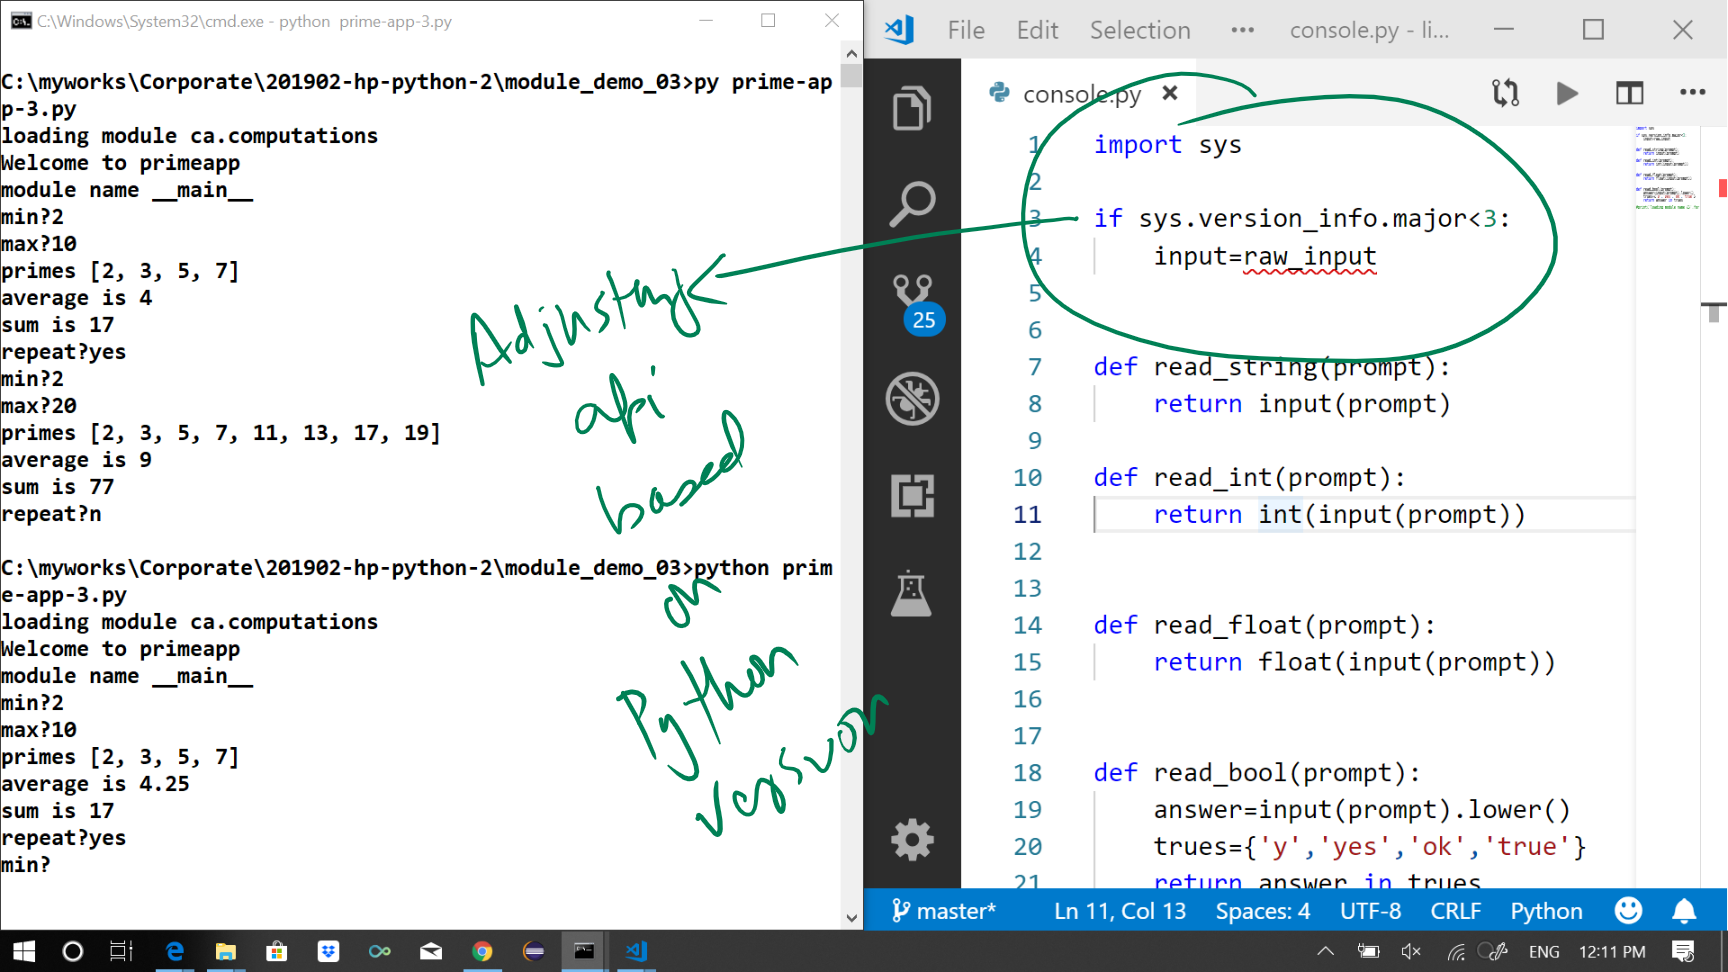 C:\Windows\System32\cmd.exe - python  prime-app-3.py
C:\myworks\Corporate\201902-hp-python-2\module_demo_03>py prime-ap
p-3.py
loading module ca.computations
Welcome to primeapp
module name __main__
min?2
max?10
primes [2, 3, 5, 7]
average is 4
sum is 17
repeat?yes
min?2
max?20
primes [2, 3, 5, 7, 11, 13, 17, 19]
average is 9
sum is 77
repeat?n
C:\myworks\Corporate\201902-hp-python-2\module_demo_03>python prim
e-app-3.py
loading module ca.computations
Welcome to primeapp
module name __main__
min?2
max?10
primes [2, 3, 5, 7]
average is 4.25
sum is 17
repeat?yes
min?
Adjusting
api
based
on
Python
version
File Edit Selection ··· console.py - li...
console.py
1 import sys
2
3 if sys.version_info.major<3:
4 input=raw_input
5
6
7 def read_string(prompt):
8 return input(prompt)
9
10 def read_int(prompt):
11 return int(input(prompt))
12
13
14 def read_float(prompt):
15 return float(input(prompt))
16
17
18 def read_bool(prompt):
19 answer=input(prompt).lower()
20 trues={'y','yes','ok','true'}
21 return answer in trues
25
master* Ln 11, Col 13 Spaces: 4 UTF-8 CRLF Python
ENG 12:11 PM